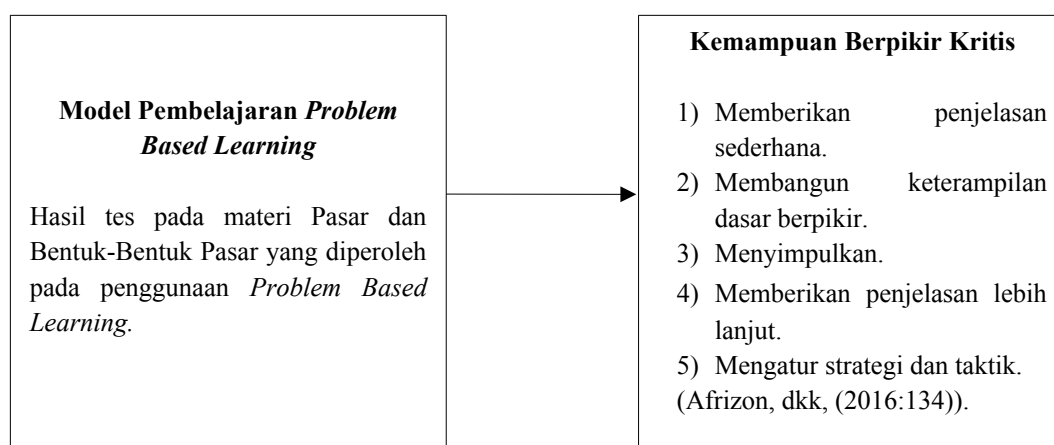 Model Pembelajaran Problem
Based Learning
Hasil tes pada materi Pasar dan
Bentuk-Bentuk Pasar yang diperoleh
pada penggunaan Problem Based
Learning.
Kemampuan Berpikir Kritis
1) Memberikan penjelasan
sederhana.
2) Membangun keterampilan
dasar berpikir.
3) Menyimpulkan.
4) Memberikan penjelasan lebih
lanjut.
5) Mengatur strategi dan taktik.
(Afrizon, dkk, (2016:134)).